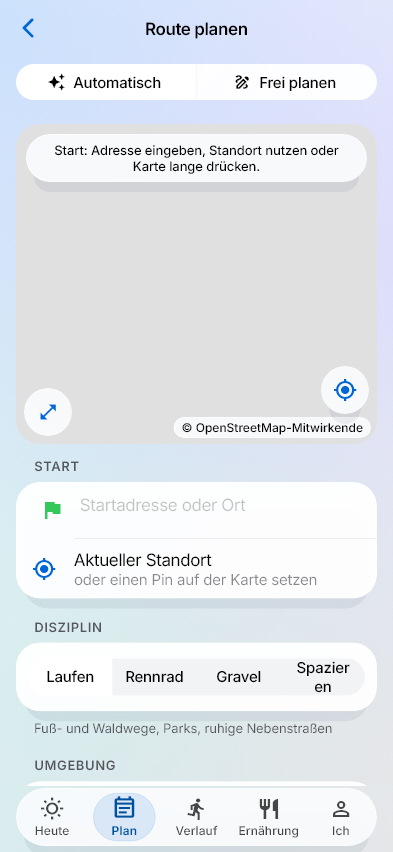 Route planen
Automatisch
Frei planen
Start: Adresse eingeben, Standort nutzen oder
Karte lange drücken.
© OpenStreetMap-Mitwirkende
START
Startadresse oder Ort
Aktueller Standort
oder einen Pin auf der Karte setzen
DISZIPLIN
Laufen
Rennrad
Gravel
Spazier
en
Fuß- und Waldwege, Parks, ruhige Nebenstraßen
UMGEBUNG
Heute
Plan
Verlauf
Ernährung
Ich